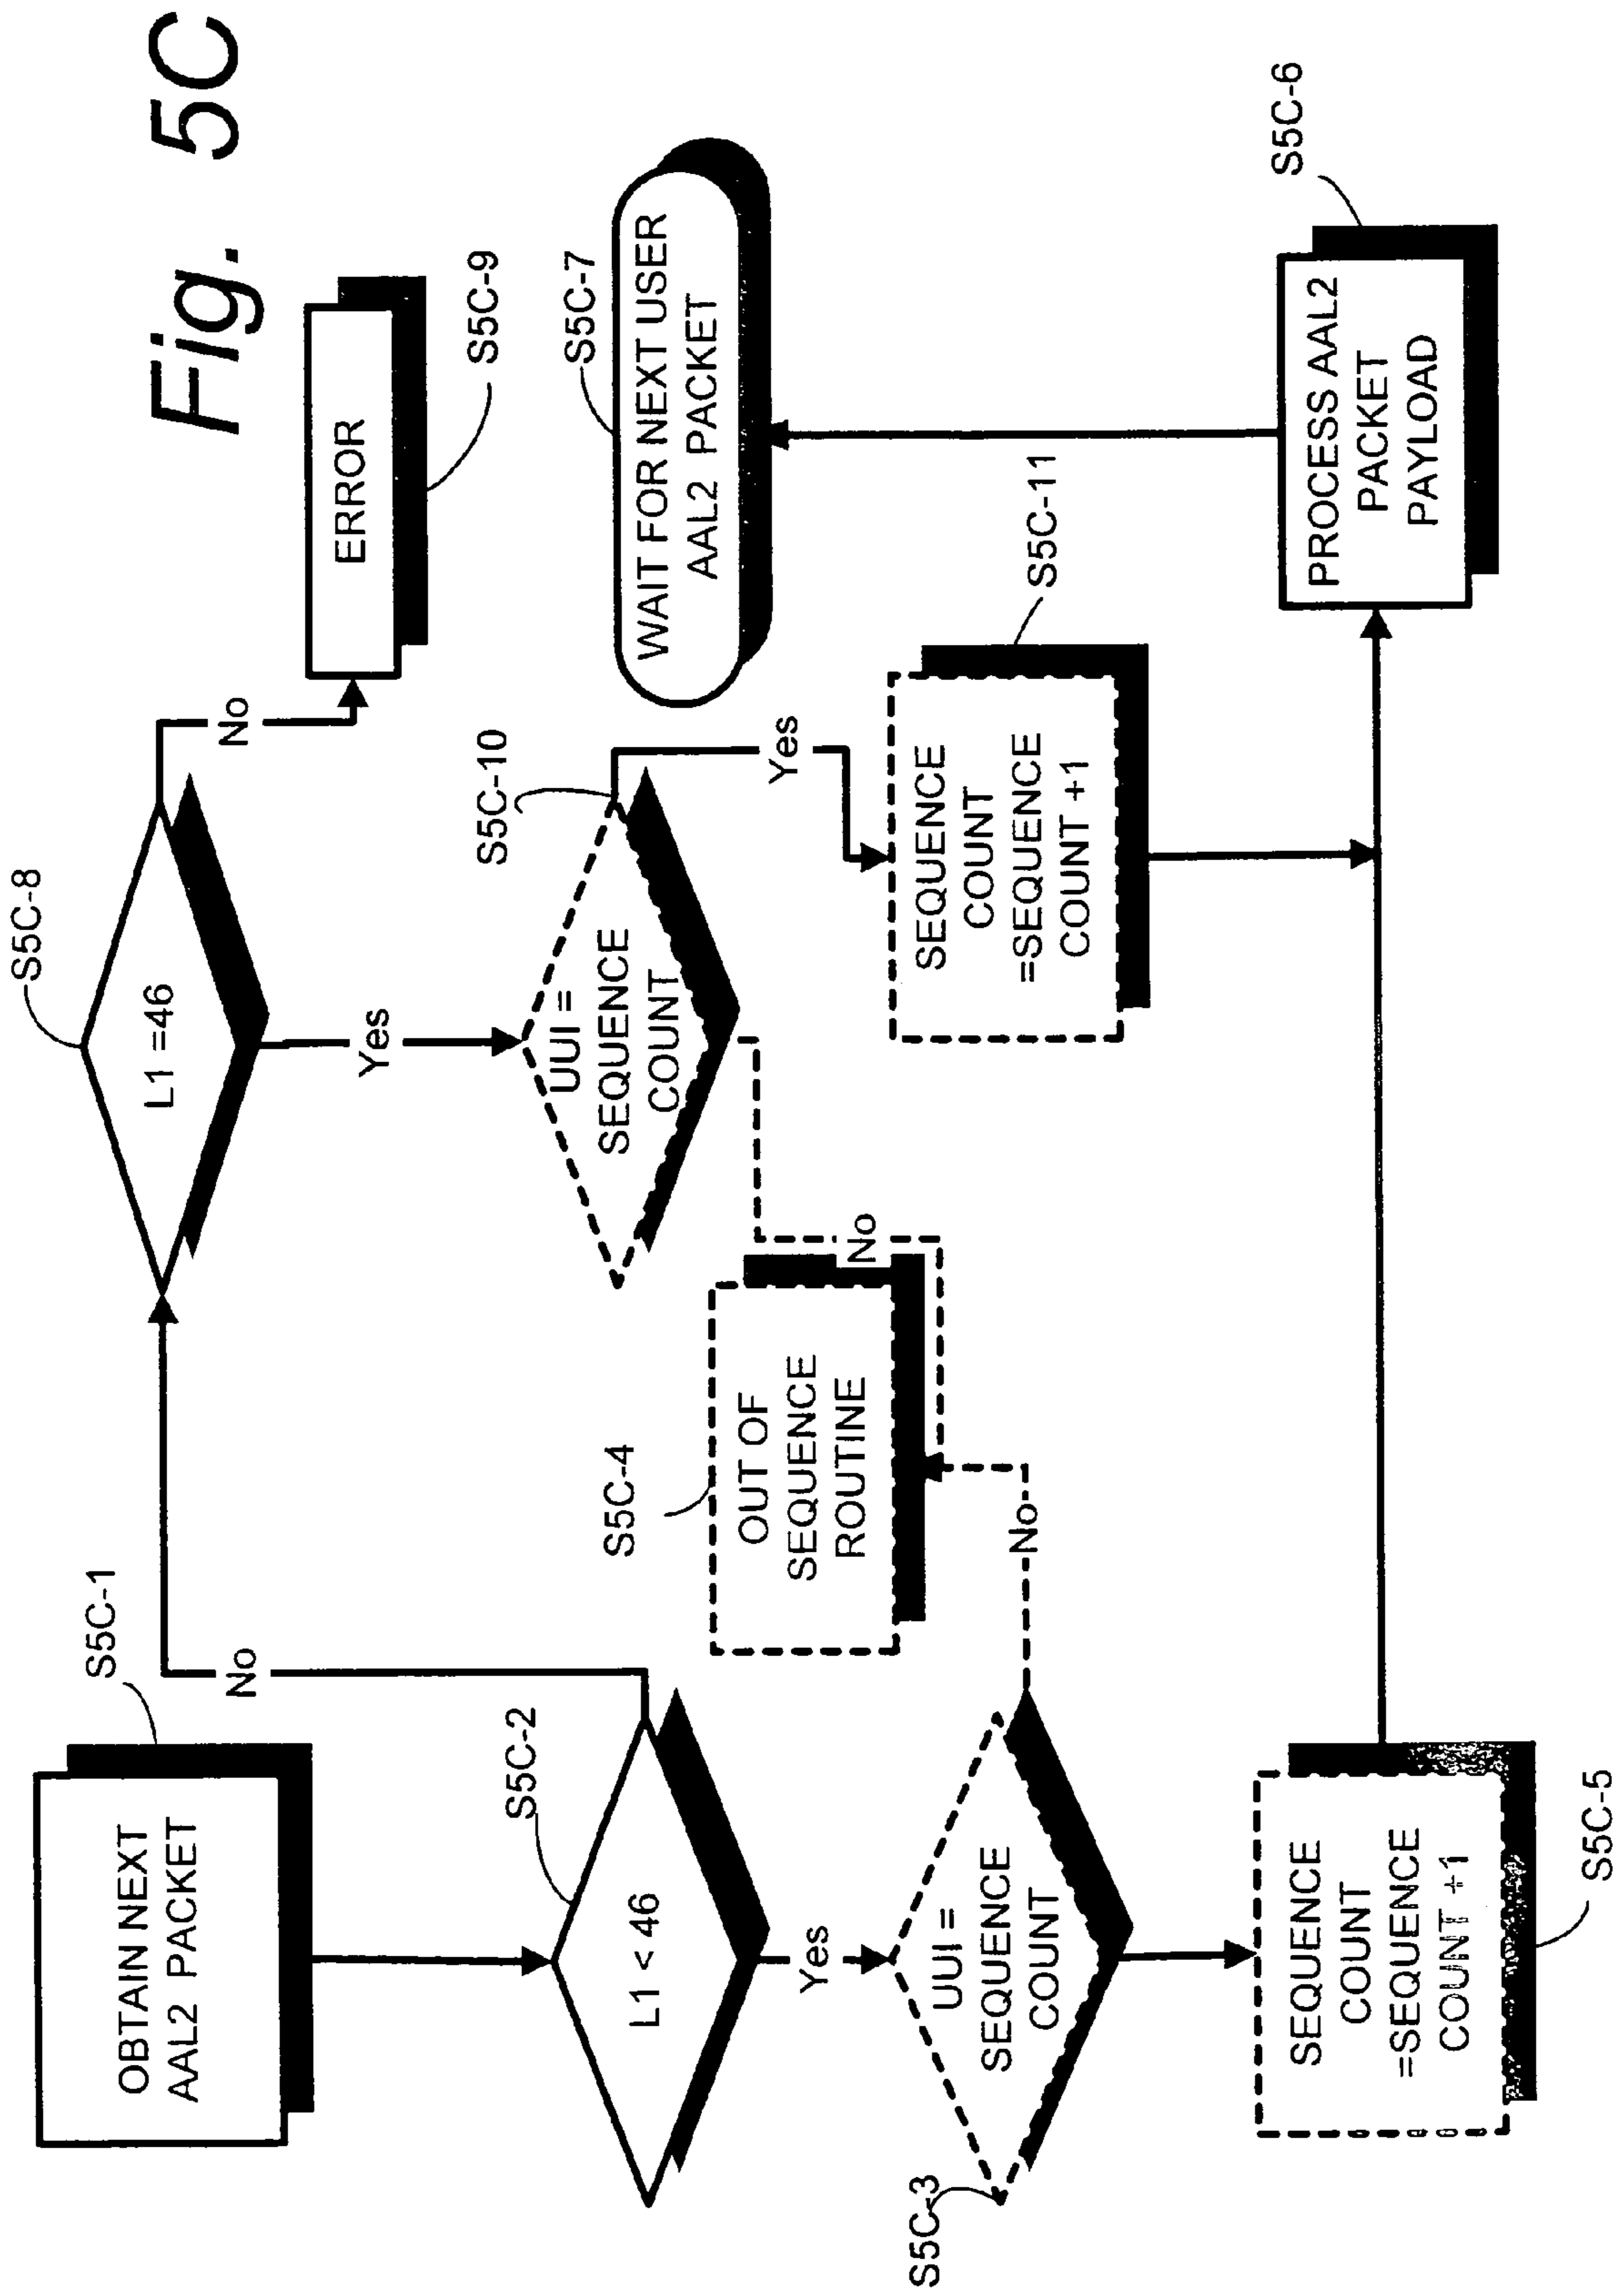 Fig. 5C
S5C-1
OBTAIN NEXT
AAL2 PACKET
S5C-2
L1 < 46
No
Yes
S5C-3
UUI =
SEQUENCE
COUNT
No
S5C-4
OUT OF
SEQUENCE
ROUTINE
SEQUENCE
COUNT
=SEQUENCE
COUNT +1
S5C-5
S5C-8
L1 =46
No
Yes
ERROR
S5C-9
S5C-10
UUI =
SEQUENCE
COUNT
No
Yes
S5C-11
SEQUENCE
COUNT
=SEQUENCE
COUNT +1
S5C-6
PROCESS AAL2
PACKET
PAYLOAD
S5C-7
WAIT FOR NEXT USER
AAL2 PACKET